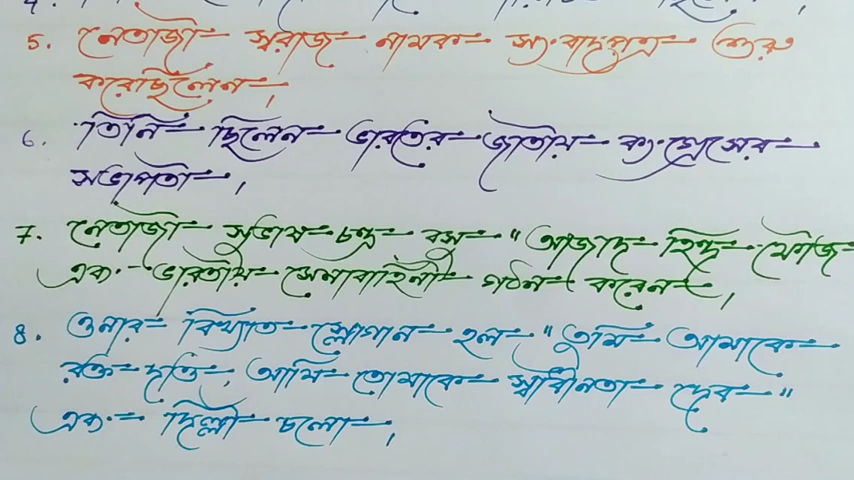 5. নেতাজী স্বরাজ নামক সংবাদপত্র শুরু
করেছিলেন।
6. তিনি ছিলেন ভারতের জাতীয় কংগ্রেসের
সভাপতী।
7. নেতাজী সুভাষ চন্দ্র বসু "আজাদ হিন্দ ফৌজ
এবং ভারতীয় সেনাবাহিনী গঠন করেন।
8. ওনার বিখ্যাত স্লোগান হল "তুমি আমাকে
রক্ত দাও, আমি তোমাকে স্বাধীনতা দেব"
এবং দিল্লী চলো।